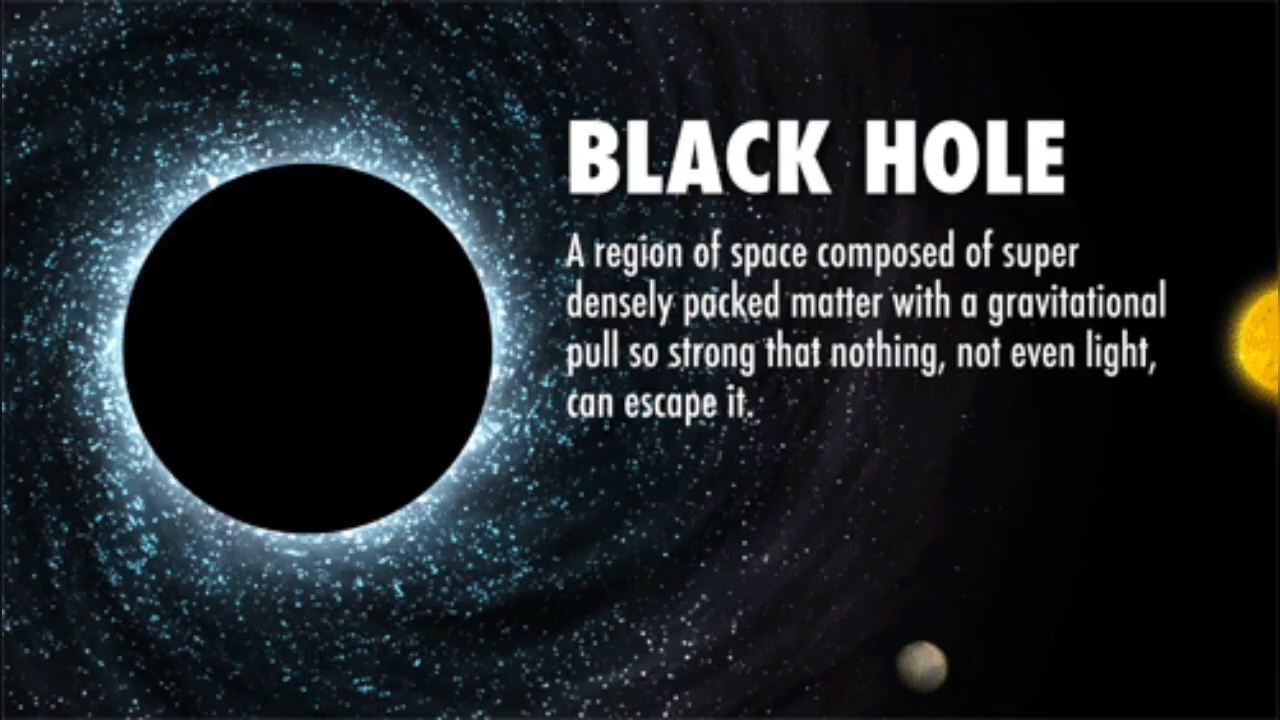 BLACK HOLE
A region of space composed of super
densely packed matter with a gravitational
pull so strong that nothing, not even light,
can escape it.